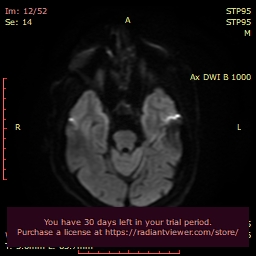 Im: 12/52
Se: 14
STP95
STP95
M
A
Ax DWI B 1000
R
L
You have 30 days left in your trial period.
Purchase a license at https://radiantviewer.com/store/